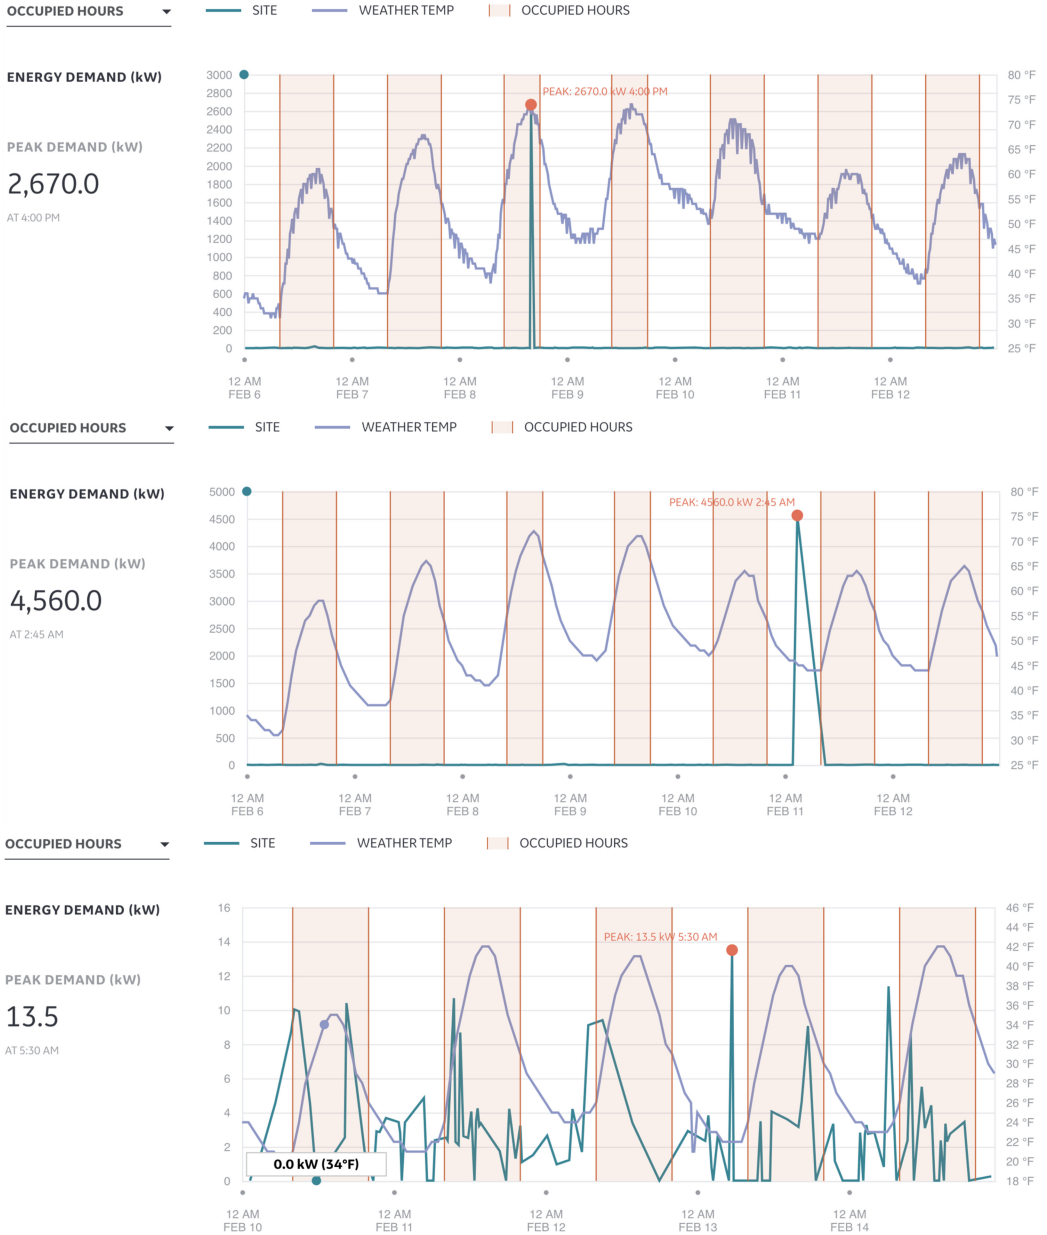 OCCUPIED HOURS
SITE WEATHER TEMP OCCUPIED HOURS
ENERGY DEMAND (kW)
PEAK DEMAND (kW)
2,670.0
AT 4:00 PM
3000 80 °F
2800
PEAK: 2670.0 kW 4:00 PM
75 °F
2600
2400 70 °F
2200
65 °F
2000
1800 60 °F
1600
55 °F
1400
50 °F
1200
1000 45 °F
800
40 °F
600
35 °F
400
30 °F
200
0 25 °F
12 AM 12 AM 12 AM 12 AM 12 AM 12 AM 12 AM
FEB 6 FEB 7 FEB 8 FEB 9 FEB 10 FEB 11 FEB 12
OCCUPIED HOURS
SITE WEATHER TEMP OCCUPIED HOURS
ENERGY DEMAND (kW)
PEAK DEMAND (kW)
4,560.0
AT 2:45 AM
5000 80 °F
PEAK: 4560.0 kW 2:45 AM
4500 75 °F
4000 70 °F
3500 65 °F
3000 60 °F
2500 55 °F
2000 50 °F
1500 45 °F
1000 40 °F
500 35 °F
30 °F
0 25 °F
12 AM 12 AM 12 AM 12 AM 12 AM 12 AM 12 AM
FEB 6 FEB 7 FEB 8 FEB 9 FEB 10 FEB 11 FEB 12
OCCUPIED HOURS
SITE WEATHER TEMP OCCUPIED HOURS
ENERGY DEMAND (kW)
PEAK DEMAND (kW)
13.5
AT 5:30 AM
16 46 °F
44 °F
PEAK: 13.5 kW 5:30 AM
14 42 °F
40 °F
12 38 °F
36 °F
10 34 °F
8 32 °F
30 °F
6 28 °F
26 °F
4 24 °F
2 22 °F
20 °F
0.0 kW (34°F)
0 18 °F
12 AM 12 AM 12 AM 12 AM 12 AM
FEB 10 FEB 11 FEB 12 FEB 13 FEB 14